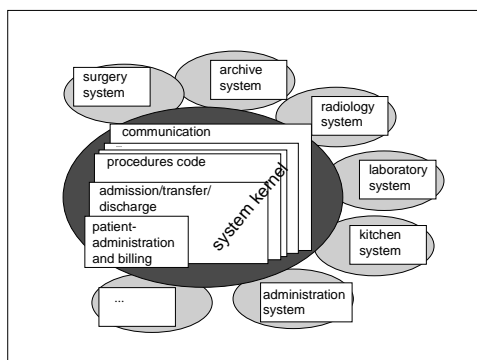 surgery
system
archive
system
radiology
system
laboratory
system
kitchen
system
administration
system
...
communication
...
procedures code
admission/transfer/
discharge
patient-
administration
and billing
system kernel